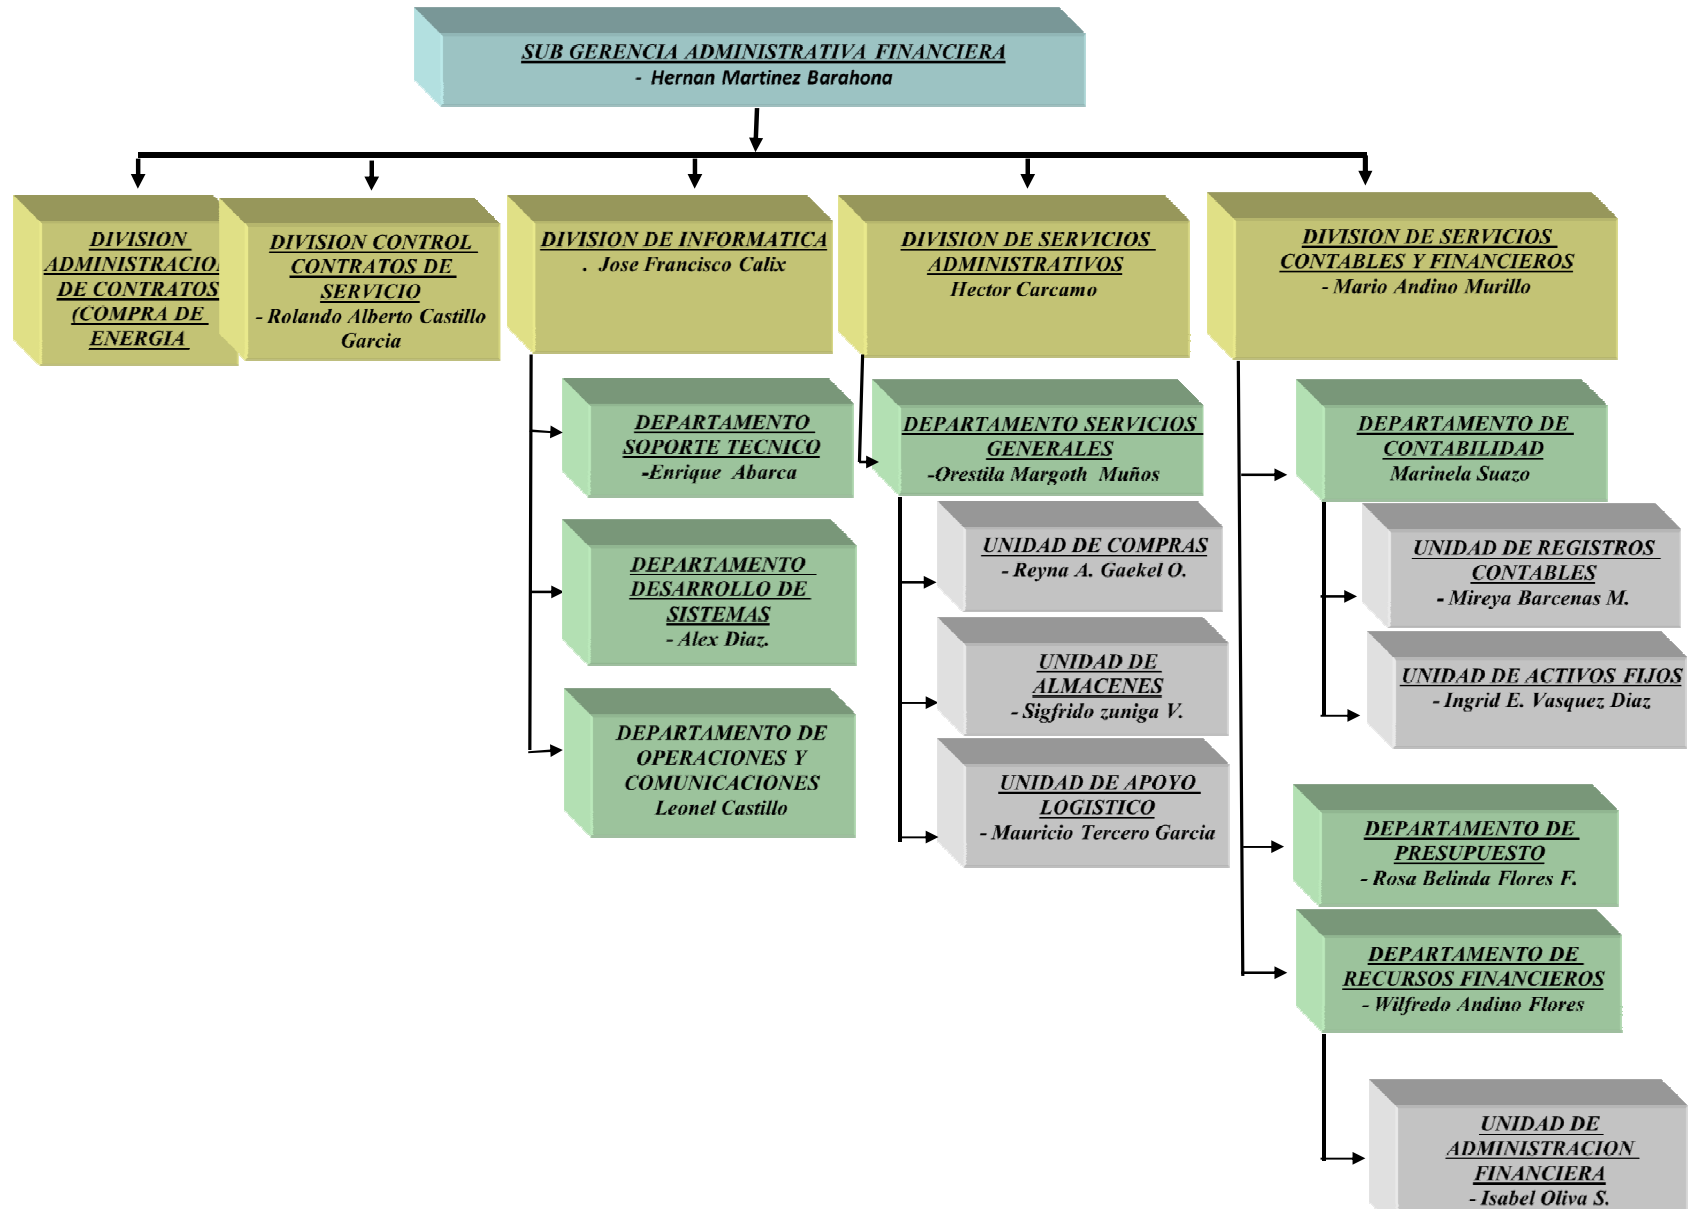 SUB GERENCIA ADMINISTRATIVA FINANCIERA
- Hernan Martinez Barahona
DIVISION
ADMINISTRACION
DE CONTRATOS
(COMPRA DE
ENERGIA
DIVISION CONTROL
CONTRATOS DE
SERVICIO
- Rolando Alberto Castillo
Garcia
DIVISION DE INFORMATICA
. Jose Francisco Calix
DIVISION DE SERVICIOS
ADMINISTRATIVOS
Hector Carcamo
DIVISION DE SERVICIOS
CONTABLES Y FINANCIEROS
- Mario Andino Murillo
DEPARTAMENTO
SOPORTE TECNICO
-Enrique Abarca
DEPARTAMENTO
DESARROLLO DE
SISTEMAS
- Alex Diaz.
DEPARTAMENTO DE
OPERACIONES Y
COMUNICACIONES
Leonel Castillo
DEPARTAMENTO SERVICIOS
GENERALES
-Orestila Margoth Muños
UNIDAD DE COMPRAS
- Reyna A. Gaekel O.
UNIDAD DE
ALMACENES
- Sigfrido zuniga V.
UNIDAD DE APOYO
LOGISTICO
- Mauricio Tercero Garcia
DEPARTAMENTO DE
CONTABILIDAD
Marinela Suazo
UNIDAD DE REGISTROS
CONTABLES
- Mireya Barcenas M.
UNIDAD DE ACTIVOS FIJOS
- Ingrid E. Vasquez Diaz
DEPARTAMENTO DE
PRESUPUESTO
- Rosa Belinda Flores F.
DEPARTAMENTO DE
RECURSOS FINANCIEROS
- Wilfredo Andino Flores
UNIDAD DE
ADMINISTRACION
FINANCIERA
- Isabel Oliva S.